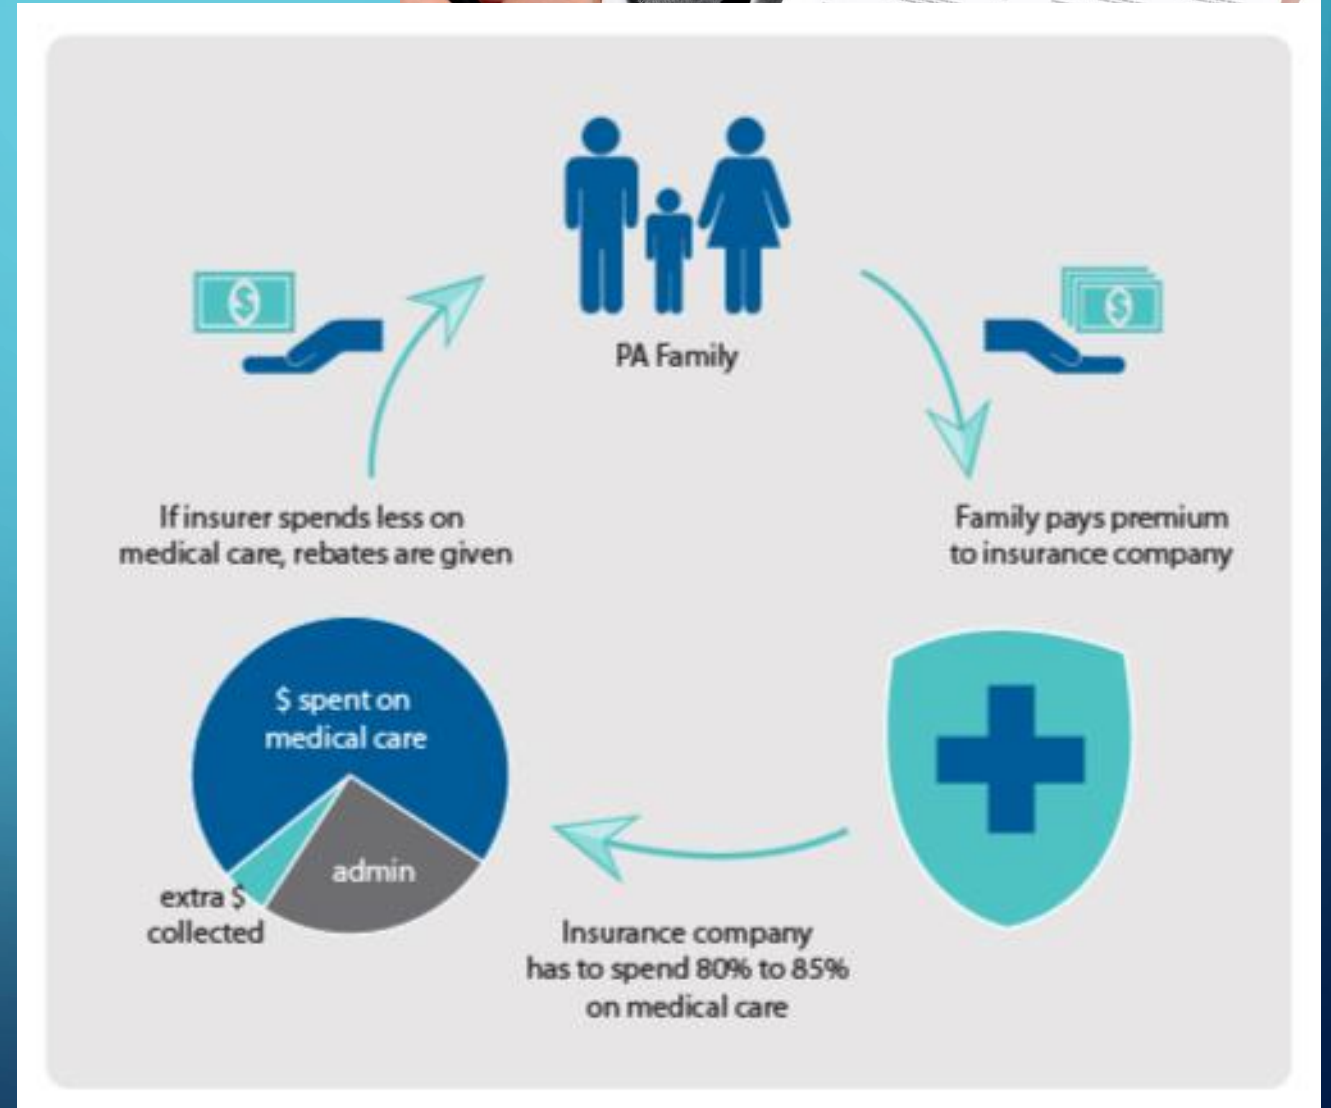 $
$
PA Family
If insurer spends less on
medical care, rebates are given
Family pays premium
to insurance company
$ spent on
medical care
admin
extra $
collected
Insurance company
has to spend 80% to 85%
on medical care